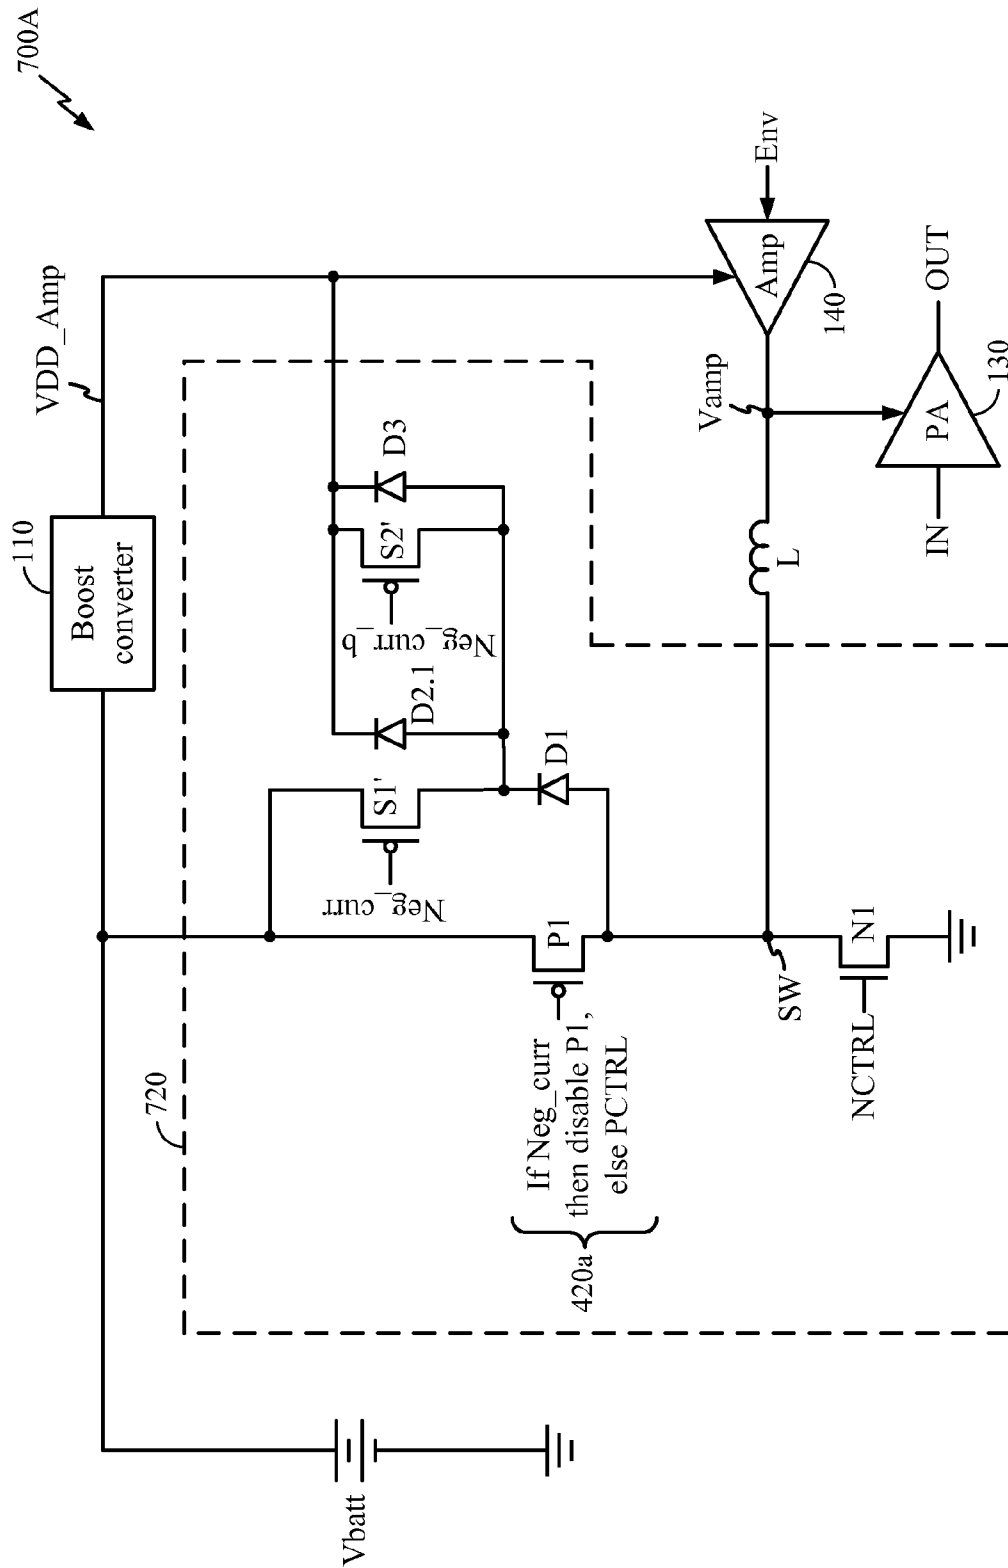 700A
VDD_Amp
110
Boost
converter
720
D3
S2'
Neg_curr_b
D2.1
S1'
Neg_curr
D1
P1
If Neg_curr
then disable P1,
else PCTRL
420a
Vbatt
SW
N1
NCTRL
L
Vamp
Amp
140
Env
PA
130
IN
OUT